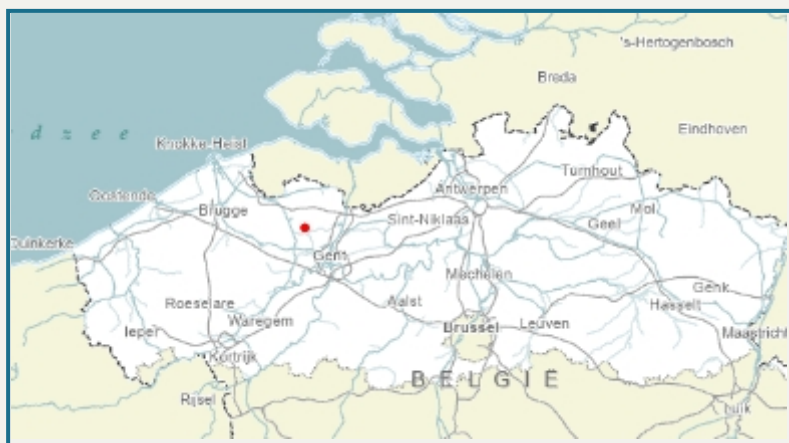 's-Hertogenbosch
Breda
dzee
Eindhoven
Knokke-Heist
Turnhout
Antwerpen
Oostende
Brugge
Sint-Niklaas
Mol
Geel
Duinkerke
Gent
Mechelen
Genk
Roeselare
Aalst
Hasselt
Ieper
Waregem
Brussel
Leuven
Maastricht
Kortrijk
BELGIË
Rijsel
Luik